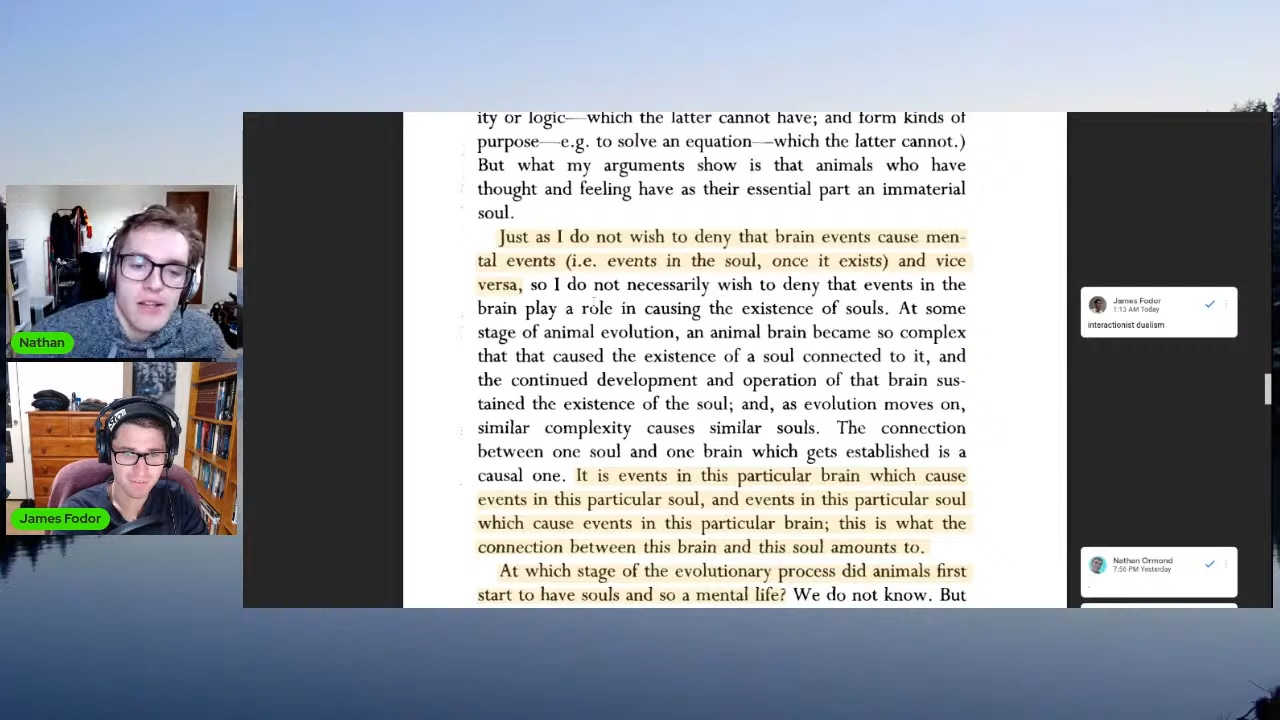 ity or logic—which the latter cannot have; and form kinds of
purpose—e.g. to solve an equation—which the latter cannot.)
But what my arguments show is that animals who have
thought and feeling have as their essential part an immaterial
soul.
Just as I do not wish to deny that brain events cause men-
tal events (i.e. events in the soul, once it exists) and vice
versa, so I do not necessarily wish to deny that events in the
brain play a role in causing the existence of souls. At some
stage of animal evolution, an animal brain became so complex
that that caused the existence of a soul connected to it, and
the continued development and operation of that brain sus-
tained the existence of the soul; and, as evolution moves on,
similar complexity causes similar souls. The connection
between one soul and one brain which gets established is a
causal one. It is events in this particular brain which cause
events in this particular soul, and events in this particular soul
which cause events in this particular brain; this is what the
connection between this brain and this soul amounts to.
At which stage of the evolutionary process did animals first
start to have souls and so a mental life? We do not know. But
Nathan
James Fodor
James Fodor
1:13 AM Today
interactionist dualism
Nathan Ormond
7:56 PM Yesterday
.